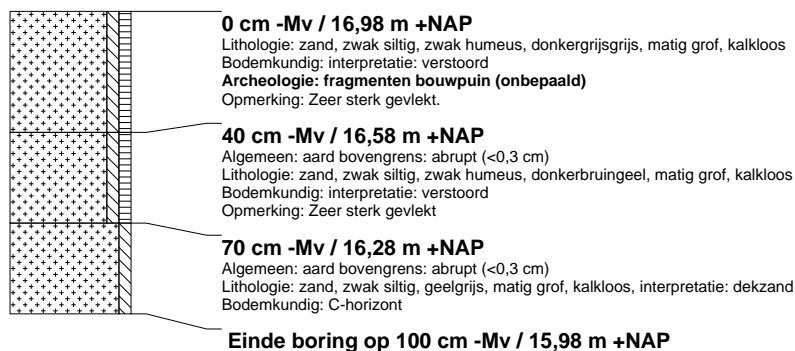 0 cm -Mv / 16,98 m +NAP
Lithologie: zand, zwak siltig, zwak humeus, donkergrijsgrijs, matig grof, kalkloos
Bodemkundig: interpretatie: verstoord
Archeologie: fragmenten bouwpuin (onbepaald)
Opmerking: Zeer sterk gevlekt.
40 cm -Mv / 16,58 m +NAP
Algemeen: aard bovengrens: abrupt (<0,3 cm)
Lithologie: zand, zwak siltig, zwak humeus, donkerbruingeel, matig grof, kalkloos
Bodemkundig: interpretatie: verstoord
Opmerking: Zeer sterk gevlekt
70 cm -Mv / 16,28 m +NAP
Algemeen: aard bovengrens: abrupt (<0,3 cm)
Lithologie: zand, zwak siltig, geelgrijs, matig grof, kalkloos, interpretatie: dekzand
Bodemkundig: C-horizont
Einde boring op 100 cm -Mv / 15,98 m +NAP